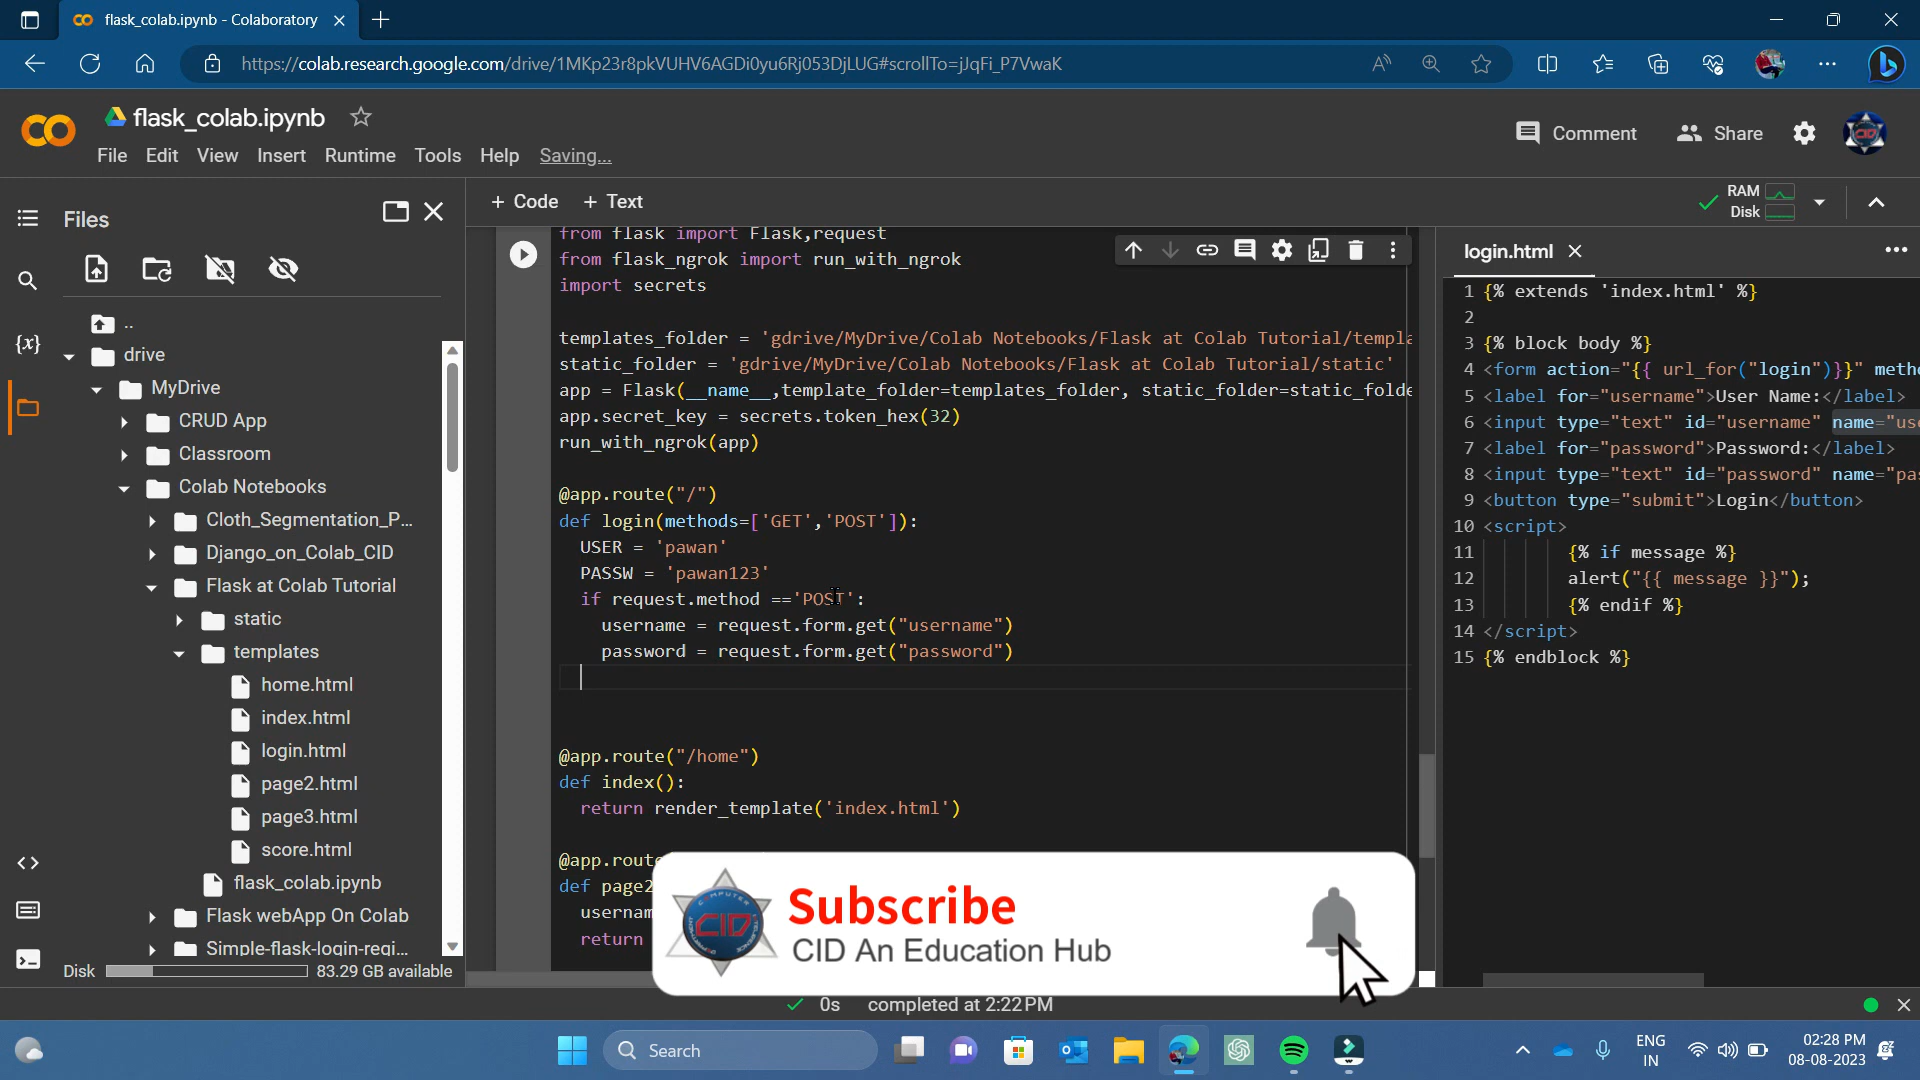 flask_colab.ipynb - Colaboratory
https://colab.research.google.com/drive/1MKp23r8pkVUHV6AGDi0yu6Rj053DjLUG#scrollTo=jJqFi_P7VwaK
flask_colab.ipynb
Comment
Share
File Edit View Insert Runtime Tools Help Saving...
Files
+ Code + Text
RAM
Disk
..
drive
MyDrive
CRUD App
Classroom
Colab Notebooks
Cloth_Segmentation_P...
Django_on_Colab_CID
Flask at Colab Tutorial
static
templates
home.html
index.html
login.html
page2.html
page3.html
score.html
flask_colab.ipynb
Flask webApp On Colab
Simple-flask-login-regi...
Disk 83.29 GB available
from flask import Flask,request
from flask_ngrok import run_with_ngrok
import secrets
templates_folder = 'gdrive/MyDrive/Colab Notebooks/Flask at Colab Tutorial/templa
static_folder = 'gdrive/MyDrive/Colab Notebooks/Flask at Colab Tutorial/static'
app = Flask(__name__,template_folder=templates_folder, static_folder=static_folde
app.secret_key = secrets.token_hex(32)
run_with_ngrok(app)
@app.route("/")
def login(methods=['GET','POST']):
USER = 'pawan'
PASSW = 'pawan123'
if request.method =='POST':
username = request.form.get("username")
password = request.form.get("password")
@app.route("/home")
def index():
return render_template('index.html')
@app.route
def page2
usernam
return
login.html
1 {% extends 'index.html' %}
2
3 {% block body %}
4 <form action="{{ url_for("login")}}" meth
5 <label for="username">User Name:</label>
6 <input type="text" id="username" name="use
7 <label for="password">Password:</label>
8 <input type="text" id="password" name="pas
9 <button type="submit">Login</button>
10 <script>
11 {% if message %}
12 alert("{{ message }}");
13 {% endif %}
14 </script>
15 {% endblock %}
CID
Subscribe
CID An Education Hub
0s completed at 2:22 PM
Search
ENG
IN
02:28 PM
08-08-2023